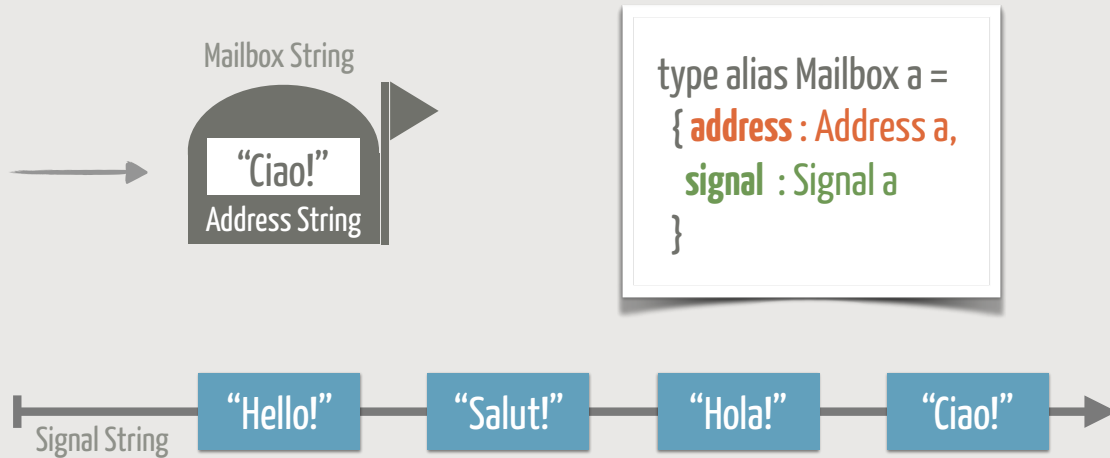 Mailbox String
“Ciao!”
Address String
type alias Mailbox a =
{ address : Address a,
signal : Signal a
}
“Hello!”
“Salut!”
“Hola!”
“Ciao!”
Signal String